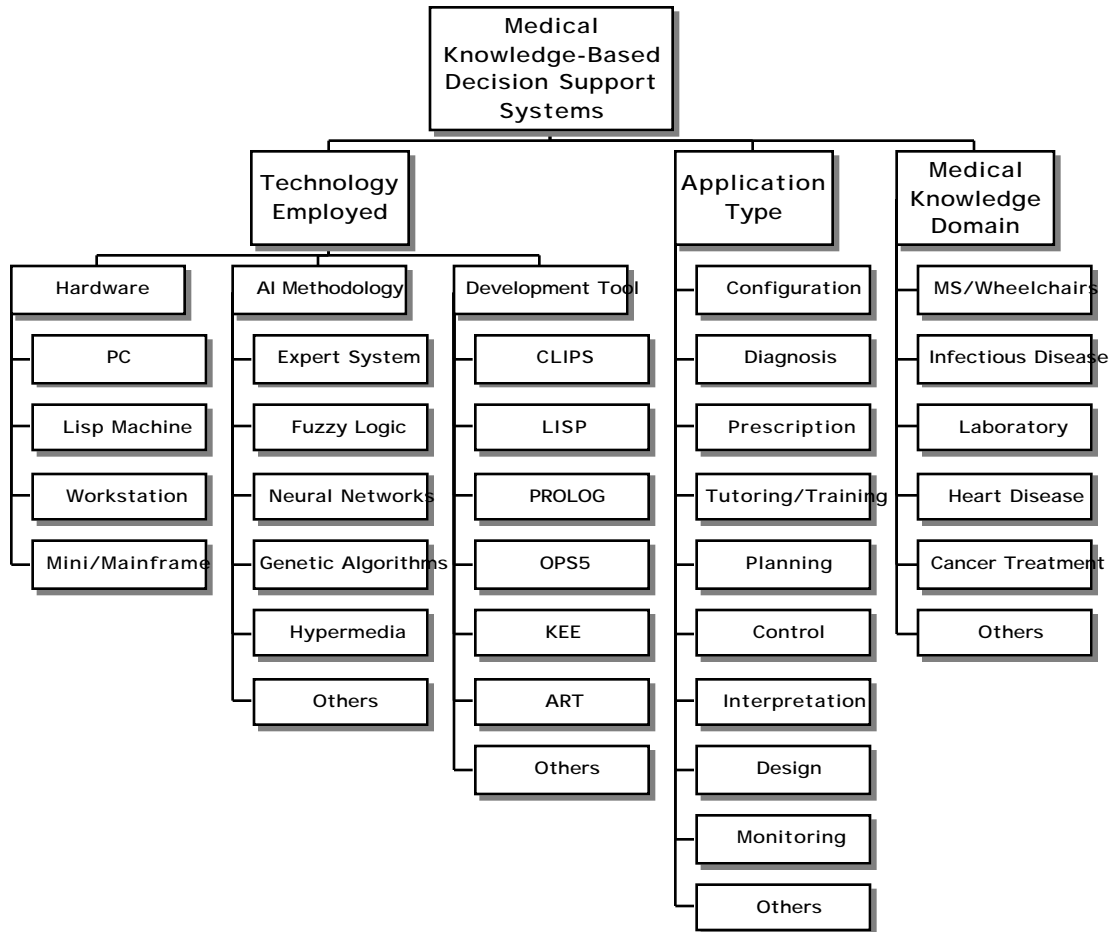 Medical
Knowledge-Based
Decision Support
Systems
Technology
Employed
Application
Type
Medical
Knowledge
Domain
Hardware
PC
Lisp Machine
Workstation
Mini/Mainframe
AI Methodology
Expert System
Fuzzy Logic
Neural Networks
Genetic Algorithms
Hypermedia
Others
Development Tool
CLIPS
LISP
PROLOG
OPS5
KEE
ART
Others
Configuration
Diagnosis
Prescription
Tutoring/Training
Planning
Control
Interpretation
Design
Monitoring
Others
MS/Wheelchairs
Infectious Disease
Laboratory
Heart Disease
Cancer Treatment
Others